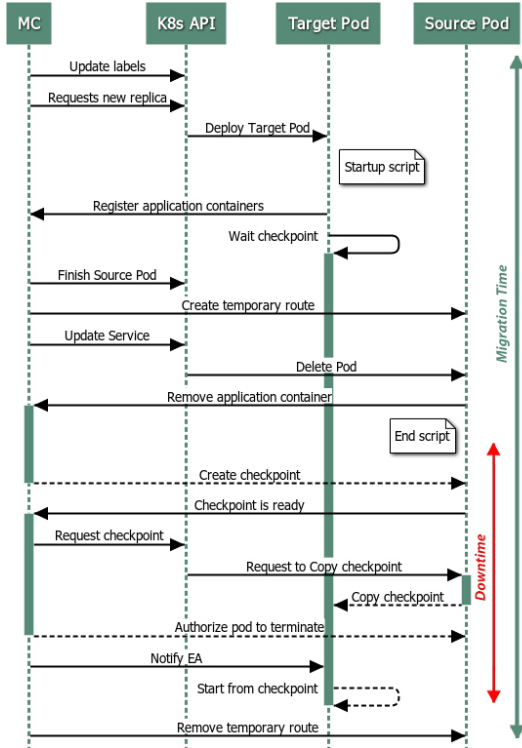 MC
K8s API
Target Pod
Source Pod
Update labels
Requests new replica
Deploy Target Pod
Startup script
Register application containers
Wait checkpoint
Finish Source Pod
Create temporary route
Update Service
Delete Pod
Remove application container
End script
Create checkpoint
Checkpoint is ready
Request checkpoint
Request to Copy checkpoint
Copy checkpoint
Authorize pod to terminate
Notify EA
Start from checkpoint
Remove temporary route
Migration Time
Downtime